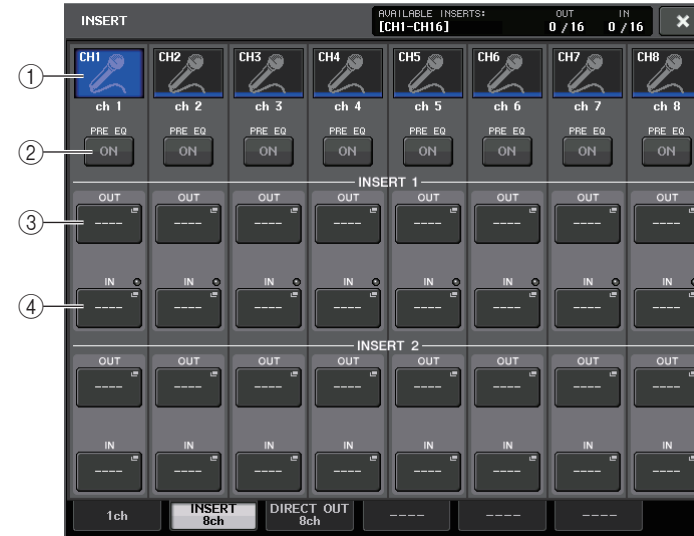 INSERT
AVAILABLE INSERTS: OUT IN
[CH1-CH16] 0 /16 0 /16
CH1 CH2 CH3 CH4 CH5 CH6 CH7 CH8
①
ch 1 ch 2 ch 3 ch 4 ch 5 ch 6 ch 7 ch 8
PRE EQ PRE EQ PRE EQ PRE EQ PRE EQ PRE EQ PRE EQ PRE EQ
② ON ON ON ON ON ON ON ON
INSERT 1
OUT OUT OUT OUT OUT OUT OUT OUT
③ ---- ---- ---- ---- ---- ---- ---- ----
IN IN IN IN IN IN IN IN
④ ---- ---- ---- ---- ---- ---- ---- ----
INSERT 2
OUT OUT OUT OUT OUT OUT OUT OUT
---- ---- ---- ---- ---- ---- ---- ----
IN IN IN IN IN IN IN IN
---- ---- ---- ---- ---- ---- ---- ----
1ch INSERT 8ch DIRECT OUT 8ch ---- ---- ----